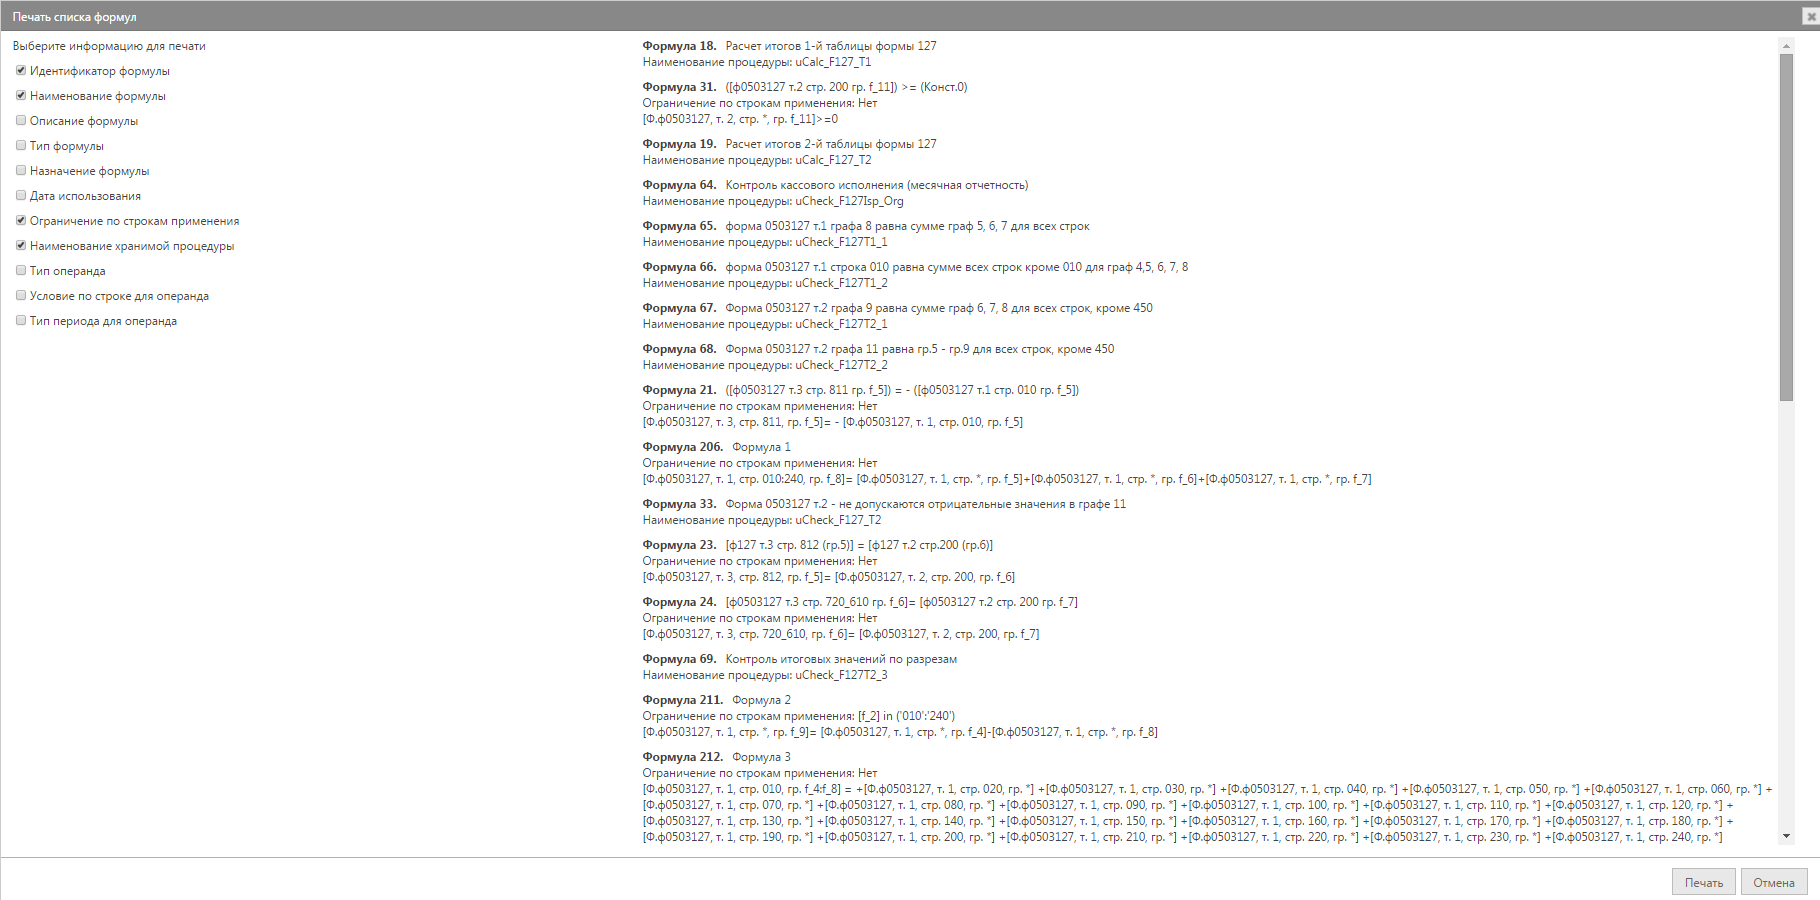 Печать списка формул
Выберите информацию для печати
Идентификатор формулы
Наименование формулы
Описание формулы
Тип формулы
Назначение формулы
Дата использования
Ограничение по строкам применения
Наименование хранимой процедуры
Тип операнда
Условие по строке для операнда
Тип периода для операнда
Формула 18. Расчет итогов 1-й таблицы формы 127
Наименование процедуры: uCalc_F127_T1
Формула 31. ([ф0503127 т.2 стр. 200 гр. f_11]) >= (Конст.0)
Ограничение по строкам применения: Нет
[Ф.ф0503127, т. 2, стр. *, гр. f_11]>=0
Формула 19. Расчет итогов 2-й таблицы формы 127
Наименование процедуры: uCalc_F127_T2
Формула 64. Контроль кассового исполнения (месячная отчетность)
Наименование процедуры: uCheck_F127Isp_Org
Формула 65. форма 0503127 т.1 графа 8 равна сумме граф 5, 6, 7 для всех строк
Наименование процедуры: uCheck_F127T1_1
Формула 66. форма 0503127 т.1 строка 010 равна сумме всех строк кроме 010 для граф 4,5, 6, 7, 8
Наименование процедуры: uCheck_F127T1_2
Формула 67. Форма 0503127 т.2 графа 9 равна сумме граф 6, 7, 8 для всех строк, кроме 450
Наименование процедуры: uCheck_F127T2_1
Формула 68. Форма 0503127 т.2 графа 11 равна гр.5 - гр.9 для всех строк, кроме 450
Наименование процедуры: uCheck_F127T2_2
Формула 21. ([ф0503127 т.3 стр. 811 гр. f_5]) = - ([ф0503127 т.1 стр. 010 гр. f_5])
Ограничение по строкам применения: Нет
[Ф.ф0503127, т. 3, стр. 811, гр. f_5]= - [Ф.ф0503127, т. 1, стр. 010, гр. f_5]
Формула 206. Формула 1
Ограничение по строкам применения: Нет
[Ф.ф0503127, т. 1, стр. 010:240, гр. f_8]= [Ф.ф0503127, т. 1, стр. *, гр. f_5]+[Ф.ф0503127, т. 1, стр. *, гр. f_6]+[Ф.ф0503127, т. 1, стр. *, гр. f_7]
Формула 33. Форма 0503127 т.2 - не допускаются отрицательные значения в графе 11
Наименование процедуры: uCheck_F127_T2
Формула 23. [ф127 т.3 стр. 812 (гр.5)] = [ф127 т.2 стр.200 (гр.6)]
Ограничение по строкам применения: Нет
[Ф.ф0503127, т. 3, стр. 812, гр. f_5]= [Ф.ф0503127, т. 2, стр. 200, гр. f_6]
Формула 24. [ф0503127 т.3 стр. 720_610 гр. f_6]= [ф0503127 т.2 стр. 200 гр. f_7]
Ограничение по строкам применения: Нет
[Ф.ф0503127, т. 3, стр. 720_610, гр. f_6]= [Ф.ф0503127, т. 2, стр. 200, гр. f_7]
Формула 69. Контроль итоговых значений по разрезам
Наименование процедуры: uCheck_F127T2_3
Формула 211. Формула 2
Ограничение по строкам применения: [f_2] in ('010':'240')
[Ф.ф0503127, т. 1, стр. *, гр. f_9]= [Ф.ф0503127, т. 1, стр. *, гр. f_4]-[Ф.ф0503127, т. 1, стр. *, гр. f_8]
Формула 212. Формула 3
Ограничение по строкам применения: Нет
[Ф.ф0503127, т. 1, стр. 010, гр. f_4:f_8] = +[Ф.ф0503127, т. 1, стр. 020, гр. *] +[Ф.ф0503127, т. 1, стр. 030, гр. *] +[Ф.ф0503127, т. 1, стр. 040, гр. *] +[Ф.ф0503127, т. 1, стр. 050, гр. *] +[Ф.ф0503127, т. 1, стр. 060, гр. *] +
[Ф.ф0503127, т. 1, стр. 070, гр. *] +[Ф.ф0503127, т. 1, стр. 080, гр. *] +[Ф.ф0503127, т. 1, стр. 090, гр. *] +[Ф.ф0503127, т. 1, стр. 100, гр. *] +[Ф.ф0503127, т. 1, стр. 110, гр. *] +[Ф.ф0503127, т. 1, стр. 120, гр. *] +
[Ф.ф0503127, т. 1, стр. 130, гр. *] +[Ф.ф0503127, т. 1, стр. 140, гр. *] +[Ф.ф0503127, т. 1, стр. 150, гр. *] +[Ф.ф0503127, т. 1, стр. 160, гр. *] +[Ф.ф0503127, т. 1, стр. 170, гр. *] +[Ф.ф0503127, т. 1, стр. 180, гр. *] +
[Ф.ф0503127, т. 1, стр. 190, гр. *] +[Ф.ф0503127, т. 1, стр. 200, гр. *] +[Ф.ф0503127, т. 1, стр. 210, гр. *] +[Ф.ф0503127, т. 1, стр. 220, гр. *] +[Ф.ф0503127, т. 1, стр. 230, гр. *] +[Ф.ф0503127, т. 1, стр. 240, гр. *]
Печать
Отмена